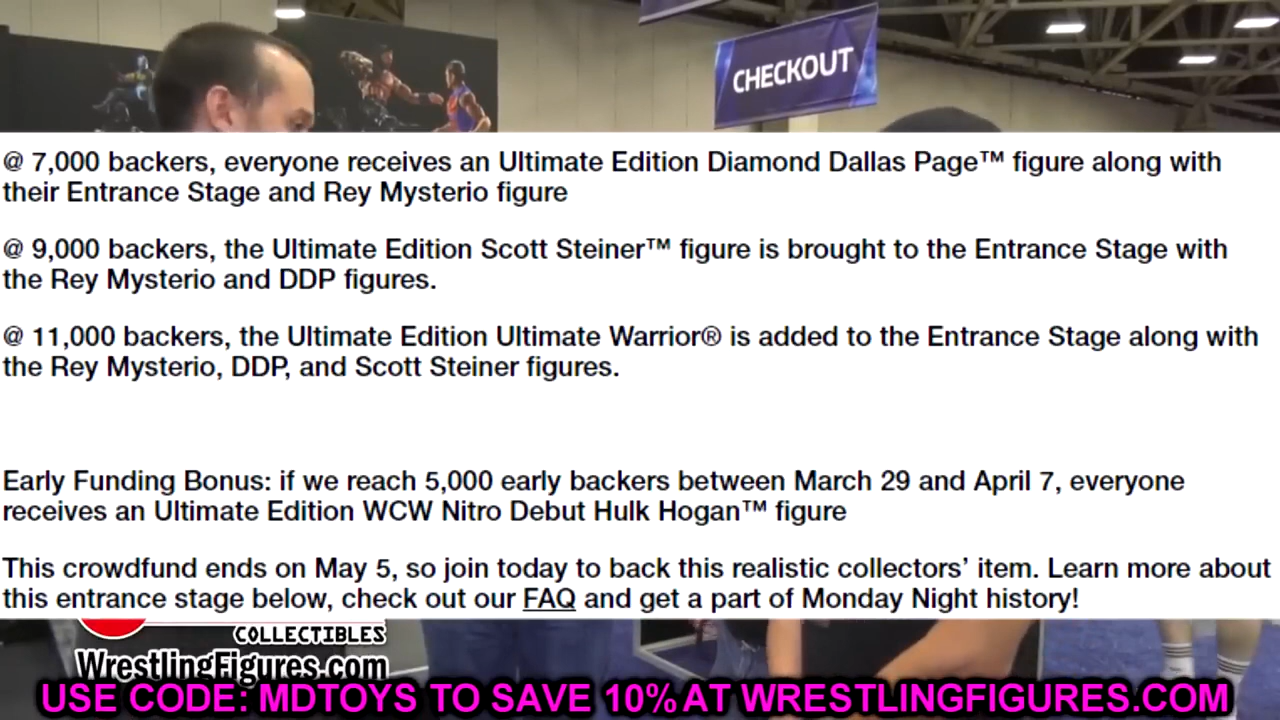 CHECKOUT
@ 7,000 backers, everyone receives an Ultimate Edition Diamond Dallas Page™ figure along with
their Entrance Stage and Rey Mysterio figure
@ 9,000 backers, the Ultimate Edition Scott Steiner™ figure is brought to the Entrance Stage with
the Rey Mysterio and DDP figures.
@ 11,000 backers, the Ultimate Edition Ultimate Warrior® is added to the Entrance Stage along with
the Rey Mysterio, DDP, and Scott Steiner figures.
Early Funding Bonus: if we reach 5,000 early backers between March 29 and April 7, everyone
receives an Ultimate Edition WCW Nitro Debut Hulk Hogan™ figure
This crowdfund ends on May 5, so join today to back this realistic collectors’ item. Learn more about
this entrance stage below, check out our FAQ and get a part of Monday Night history!
COLLECTIBLES
WrestlingFigures.com
USE CODE: MDTOYS TO SAVE 10% AT WRESTLINGFIGURES.COM